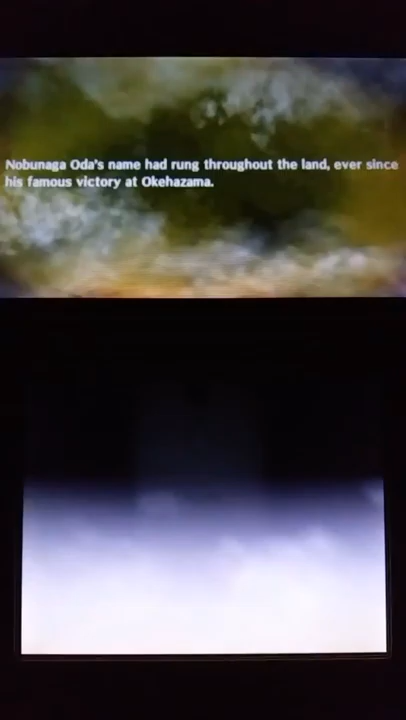 Nobunaga Oda's name had rung throughout the land, ever since
his famous victory at Okehazama.